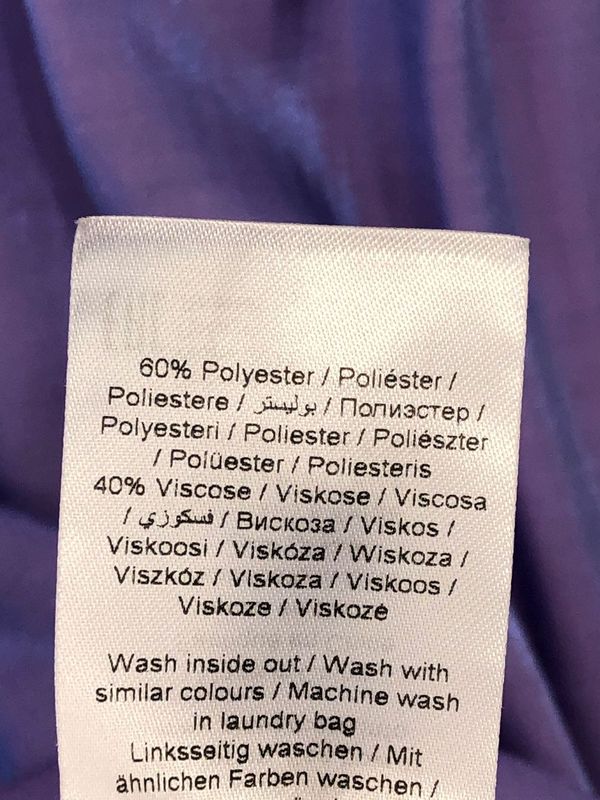 60% Polyester / Poliéster /
Poliestere / بوليستر / Полиэстер /
Polyesteri / Poliester / Poliészter
/ Polüester / Poliesteris
40% Viscose / Viskose / Viscosa
/ فسكوزي / Вискоза / Viskos /
Viskoosi / Viskóza / Wiskoza /
Viszkóz / Viskoza / Viskoos /
Viskoze / Viskozė
Wash inside out / Wash with
similar colours / Machine wash
in laundry bag
Linksseitig waschen / Mit
ähnlichen Farben waschen /